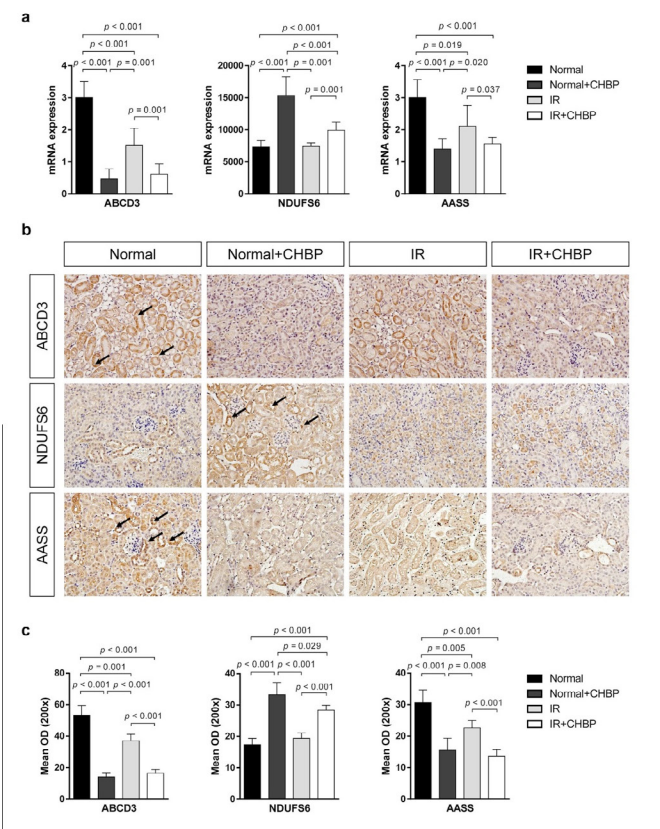 a
p < 0.001
p < 0.001
p < 0.001 p = 0.001
p = 0.001
mRNA expression
4
3
2
1
0
ABCD3
p < 0.001
p < 0.001
p < 0.001 p = 0.001
p = 0.001
mRNA expression
20000
15000
10000
5000
0
NDUFS6
p < 0.001
p = 0.019
p < 0.001 p = 0.020
p = 0.037
mRNA expression
4
3
2
1
0
AASS
Normal
Normal+CHBP
IR
IR+CHBP
b
Normal
Normal+CHBP
IR
IR+CHBP
ABCD3
NDUFS6
AASS
c
p < 0.001
p = 0.001
p < 0.001 p < 0.001
p < 0.001
Mean OD (200x)
80
60
40
20
0
ABCD3
p < 0.001
p = 0.029
p < 0.001 p < 0.001
p < 0.001
Mean OD (200x)
40
30
20
10
0
NDUFS6
p < 0.001
p = 0.005
p < 0.001 p = 0.008
p < 0.001
Mean OD (200x)
40
30
20
10
0
AASS
Normal
Normal+CHBP
IR
IR+CHBP